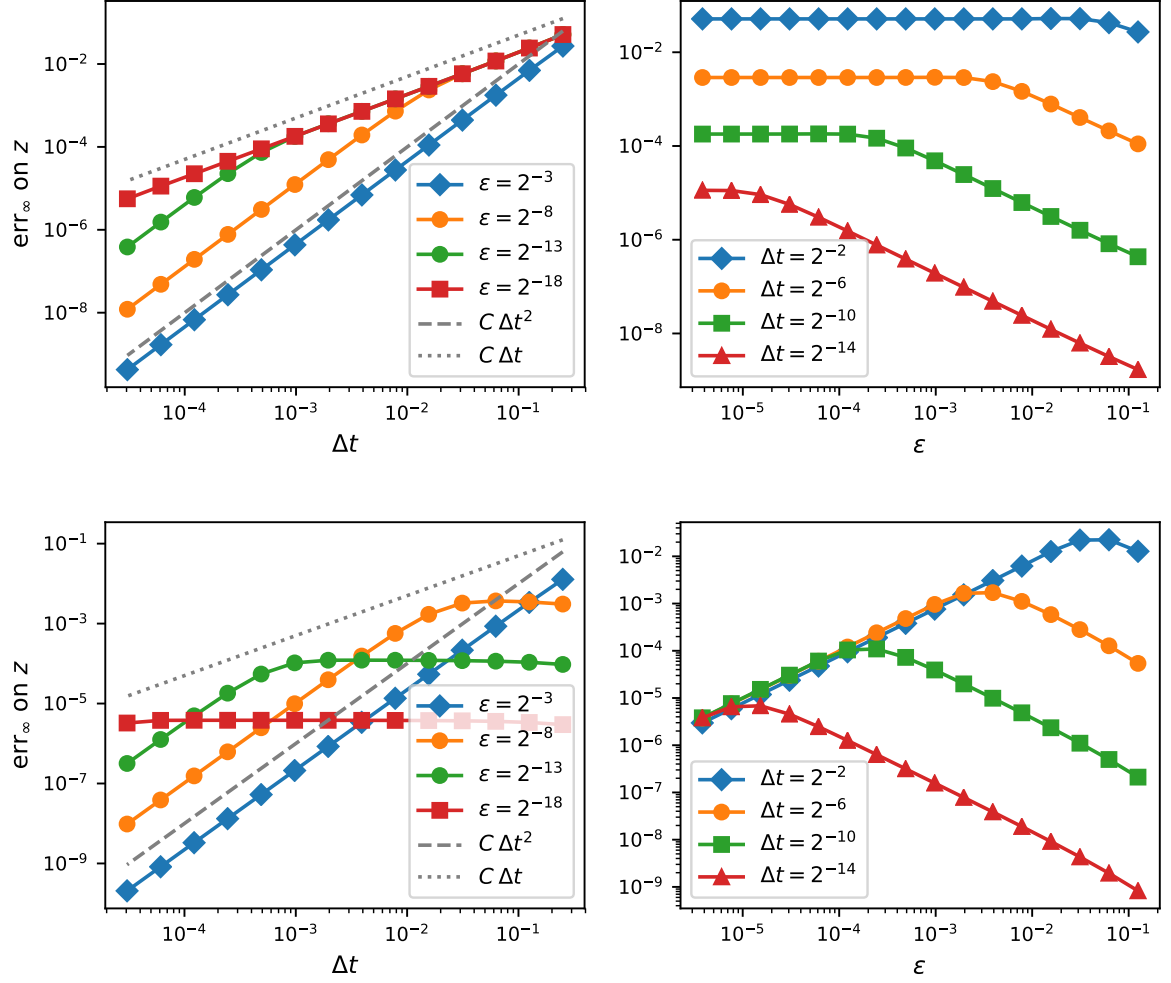 10⁻²
10⁻⁴
10⁻⁶
10⁻⁸
err∞ on z
10⁻⁴
10⁻³
10⁻²
10⁻¹
Δt
ε = 2⁻³
ε = 2⁻⁸
ε = 2⁻¹³
ε = 2⁻¹⁸
C Δt²
C Δt
10⁻²
10⁻⁴
10⁻⁶
10⁻⁸
10⁻⁵
10⁻⁴
10⁻³
10⁻²
10⁻¹
ε
Δt = 2⁻²
Δt = 2⁻⁶
Δt = 2⁻¹⁰
Δt = 2⁻¹⁴
10⁻¹
10⁻³
10⁻⁵
10⁻⁷
10⁻⁹
err∞ on z
10⁻⁴
10⁻³
10⁻²
10⁻¹
Δt
ε = 2⁻³
ε = 2⁻⁸
ε = 2⁻¹³
ε = 2⁻¹⁸
C Δt²
C Δt
10⁻²
10⁻³
10⁻⁴
10⁻⁵
10⁻⁶
10⁻⁷
10⁻⁸
10⁻⁹
10⁻⁵
10⁻⁴
10⁻³
10⁻²
10⁻¹
ε
Δt = 2⁻²
Δt = 2⁻⁶
Δt = 2⁻¹⁰
Δt = 2⁻¹⁴